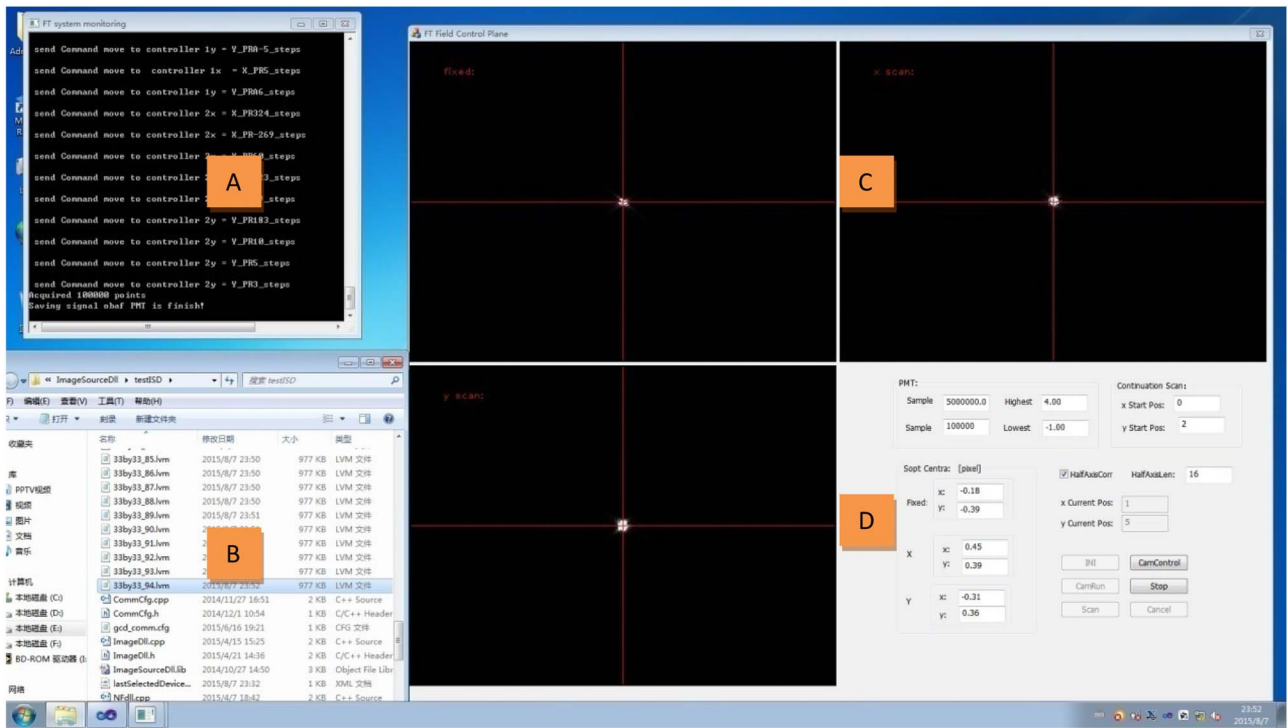 FT system monitoring
send Command move to controller 1y = Y_PRA-5_steps
send Command move to controller 1x = X_PR5_steps
send Command move to controller 1y = Y_PRA6_steps
send Command move to controller 2x = X_PR324_steps
send Command move to controller 2x = X_PR-269_steps
send Command move to controller
send Command move to controller
send Command move to controller
send Command move to controller 2y = Y_PR183_steps
send Command move to controller 2y = Y_PR10_steps
send Command move to controller 2y = Y_PR5_steps
send Command move to controller 2y = Y_PR3_steps
Acquired 100000 points
Saving signal obaf PMT is finish!
A
« ImageSourceDll ▸ testISD ▸
搜索 testISD
编辑(E) 查看(V) 工具(T) 帮助(H)
打开 刻录 新建文件夹
名称 修改日期 大小 类型
33by33_85.lvm 2015/8/7 23:50 977 KB LVM 文件
33by33_86.lvm 2015/8/7 23:50 977 KB LVM 文件
33by33_87.lvm 2015/8/7 23:50 977 KB LVM 文件
33by33_88.lvm 2015/8/7 23:50 977 KB LVM 文件
33by33_89.lvm 2015/8/7 23:51 977 KB LVM 文件
33by33_90.lvm 977 KB LVM 文件
33by33_91.lvm 977 KB LVM 文件
33by33_92.lvm 977 KB LVM 文件
33by33_93.lvm 977 KB LVM 文件
33by33_94.lvm 2015/8/7 23:52 977 KB LVM 文件
CommCfg.cpp 2014/11/27 16:51 2 KB C++ Source
CommCfg.h 2014/12/1 10:54 1 KB C/C++ Header
gcd_comm.cfg 2015/6/16 19:21 1 KB CFG 文件
ImageDll.cpp 2015/4/15 15:25 2 KB C++ Source
ImageDll.h 2015/4/21 14:36 2 KB C/C++ Header
ImageSourceDll.lib 2014/10/27 14:50 3 KB Object File Libr
lastSelectedDevice... 2015/8/7 23:32 1 KB XML 文档
NFdll.cpp 2015/4/7 18:42 2 KB C++ Source
收藏夹
库
PPTV视频
视频
图片
文档
音乐
计算机
本地磁盘 (C:)
本地磁盘 (D:)
本地磁盘 (E:)
本地磁盘 (F:)
BD-ROM 驱动器 (I:
网络
B
FT Field Control Plane
fixed:
x scan:
C
y scan:
D
PMT:
Sample 5000000.0 Highest 4.00
Sample 100000 Lowest -1.00
Continuation Scan:
x Start Pos: 0
y Start Pos: 2
Sopt Centra: [pixel]
Fixed: x: -0.18
y: -0.39
X x: 0.45
y: 0.39
Y x: -0.31
y: 0.36
HalfAxisCorr HalfAxisLen: 16
x Current Pos: 1
y Current Pos: 5
INI CamControl
CamRun Stop
Scan Cancel
23:52
2015/8/7